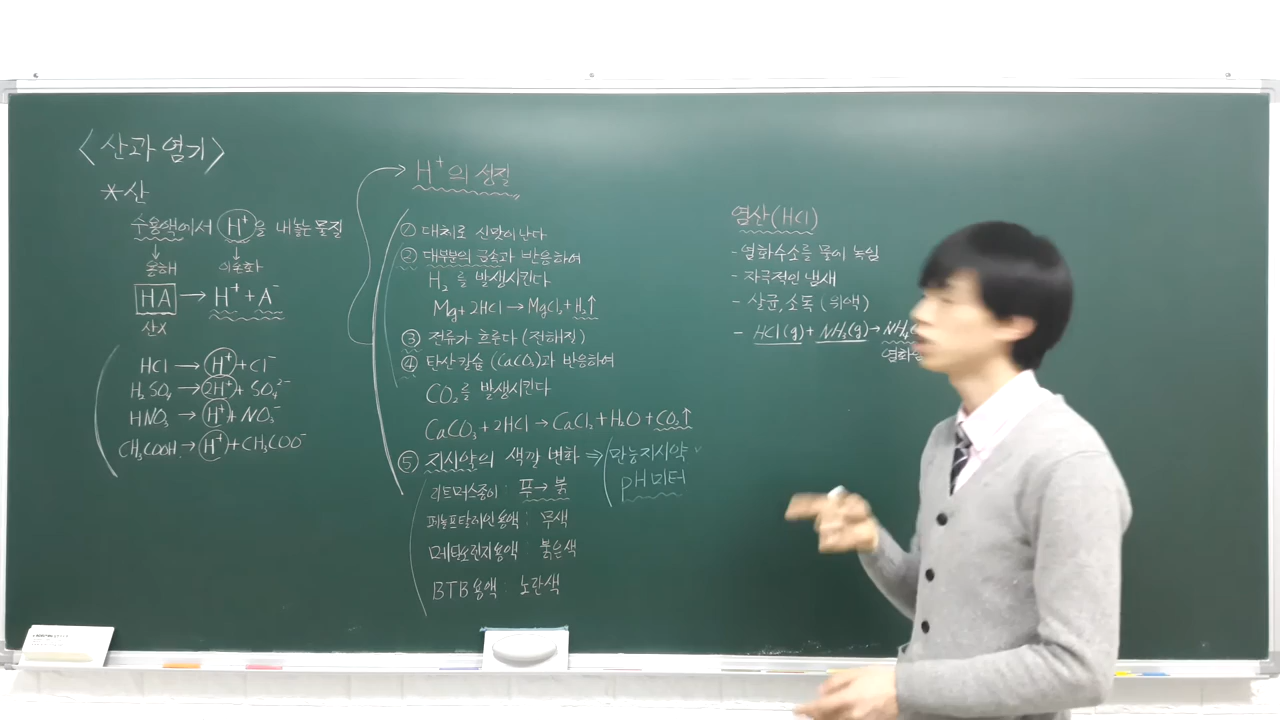 <산과 염기>
*산
수용액에서 H⁺을 내놓는 물질
↓ ↓
용해 이온화
HA → H⁺ + A⁻
산X
HCl → H⁺ + Cl⁻
H₂SO₄ → 2H⁺ + SO₄²⁻
HNO₃ → H⁺ + NO₃⁻
CH₃COOH → H⁺ + CH₃COO⁻
H⁺의 성질
① 대체로 신맛이 난다
② 대부분의 금속과 반응하여
H₂를 발생시킨다
Mg + 2HCl → MgCl₂ + H₂↑
③ 전류가 흐른다 (전해질)
④ 탄산칼슘 (CaCO₃)과 반응하여
CO₂를 발생시킨다
CaCO₃ + 2HCl → CaCl₂ + H₂O + CO₂↑
⑤ 지시약의 색깔 변화 ⇒ 만능지시약
pH미터
리트머스종이 : 푸 → 붉
페놀프탈레인용액 : 무색
메틸오렌지용액 : 붉은색
BTB용액 : 노란색
염산(HCl)
- 염화수소를 물에 녹임
- 자극적인 냄새
- 살균, 소독 (위액)
- HCl(g) + NH₃(g) → NH₄
염화